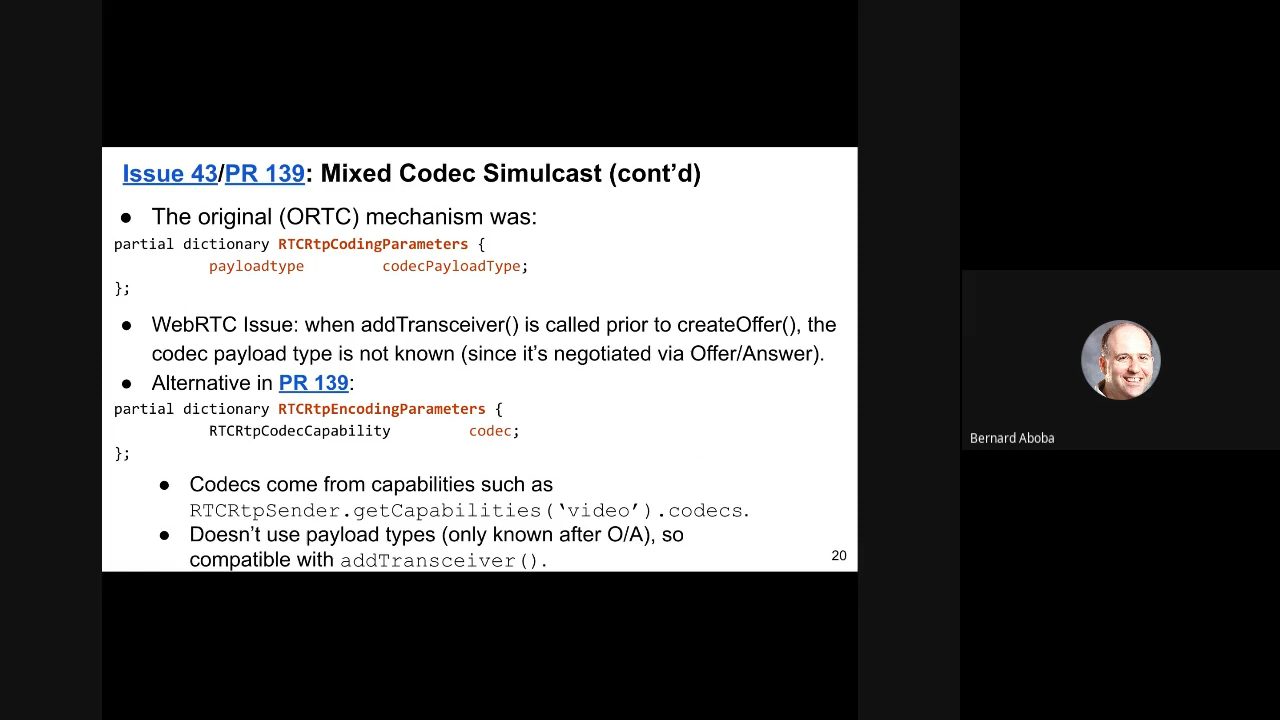 Issue 43/PR 139: Mixed Codec Simulcast (cont’d)
● The original (ORTC) mechanism was:
partial dictionary RTCRtpCodingParameters {
payloadtype codecPayloadType;
};
● WebRTC Issue: when addTransceiver() is called prior to createOffer(), the
codec payload type is not known (since it’s negotiated via Offer/Answer).
● Alternative in PR 139:
partial dictionary RTCRtpEncodingParameters {
RTCRtpCodecCapability codec;
};
● Codecs come from capabilities such as
RTCRtpSender.getCapabilities(‘video’).codecs.
● Doesn’t use payload types (only known after O/A), so
compatible with addTransceiver().
20
Bernard Aboba